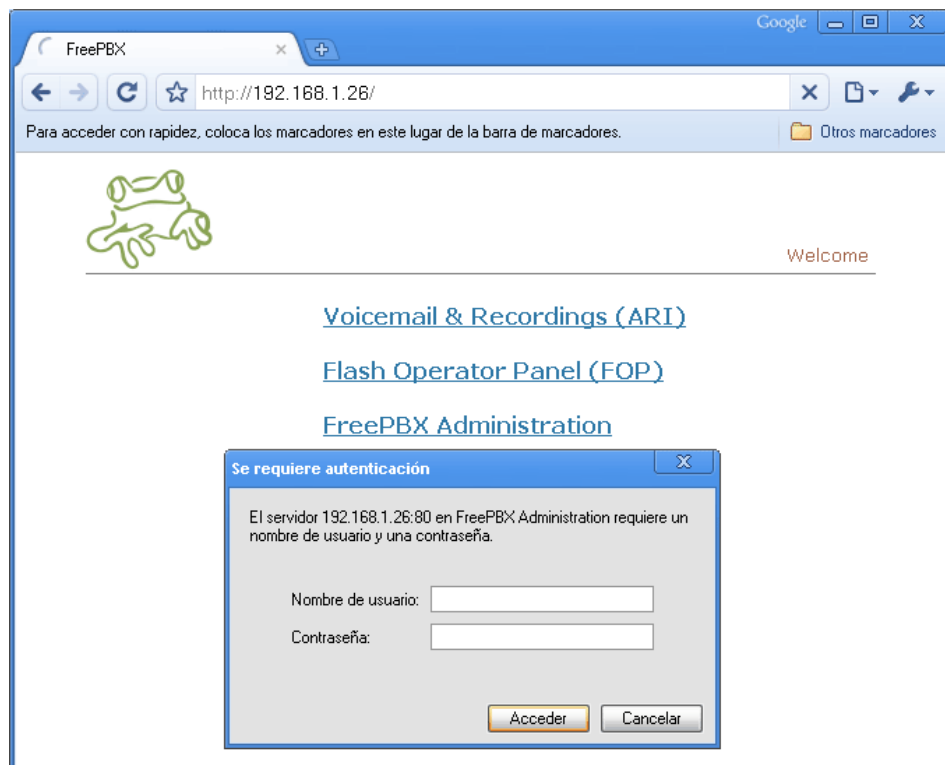 Google
FreePBX
http://192.168.1.26/
Para acceder con rapidez, coloca los marcadores en este lugar de la barra de marcadores.
Otros marcadores
Welcome
Voicemail & Recordings (ARI)
Flash Operator Panel (FOP)
FreePBX Administration
Se requiere autenticación
El servidor 192.168.1.26:80 en FreePBX Administration requiere un
nombre de usuario y una contraseña.
Nombre de usuario:
Contraseña:
Acceder
Cancelar